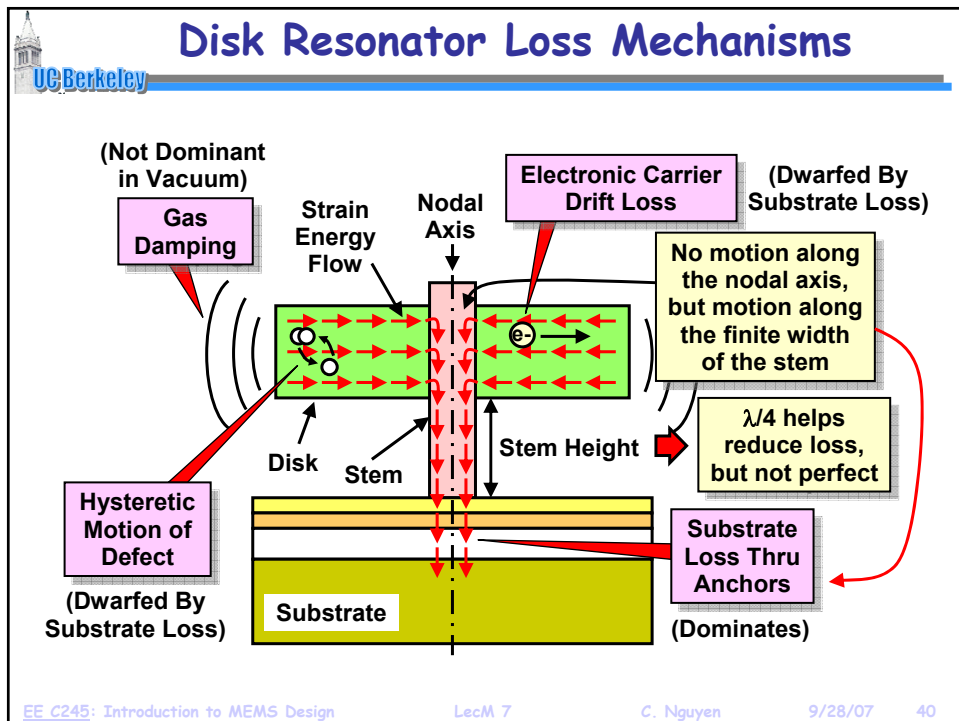 Disk Resonator Loss Mechanisms
UC Berkeley
(Not Dominant
in Vacuum)
Gas
Damping
Strain
Energy
Flow
Nodal
Axis
Electronic Carrier
Drift Loss
(Dwarfed By
Substrate Loss)
No motion along
the nodal axis,
but motion along
the finite width
of the stem
e-
Disk
Stem
Stem Height
λ/4 helps
reduce loss,
but not perfect
Hysteretic
Motion of
Defect
(Dwarfed By
Substrate Loss)
Substrate
Substrate
Loss Thru
Anchors
(Dominates)
EE C245: Introduction to MEMS Design LecM 7 C. Nguyen 9/28/07 40